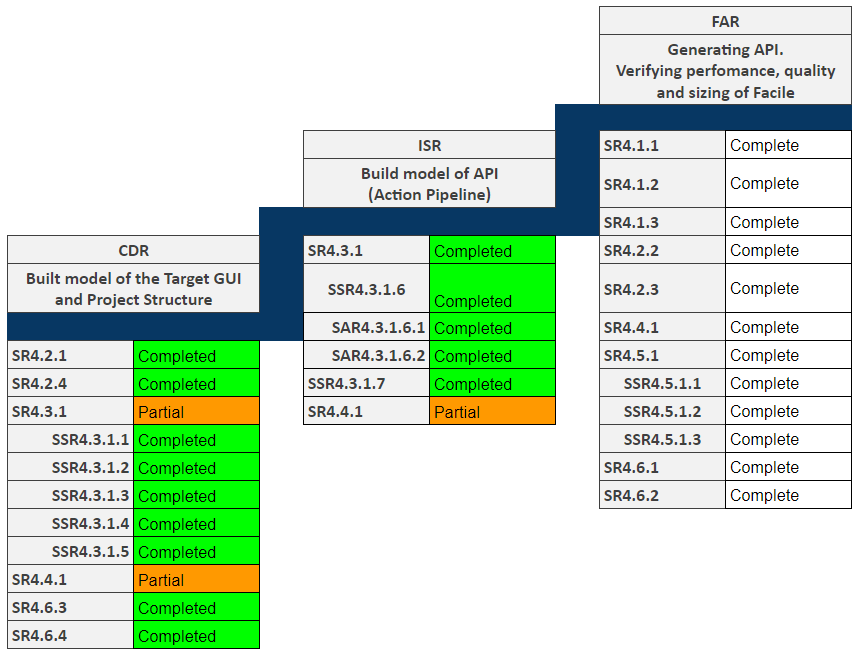 FAR
Generating API.
Verifying perfomance, quality
and sizing of Facile
SR4.1.1 Complete
SR4.1.2 Complete
SR4.1.3 Complete
SR4.2.2 Complete
SR4.2.3 Complete
SR4.4.1 Complete
SR4.5.1 Complete
SSR4.5.1.1 Complete
SSR4.5.1.2 Complete
SSR4.5.1.3 Complete
SR4.6.1 Complete
SR4.6.2 Complete
ISR
Build model of API
(Action Pipeline)
SR4.3.1 Completed
SSR4.3.1.6 Completed
SAR4.3.1.6.1 Completed
SAR4.3.1.6.2 Completed
SSR4.3.1.7 Completed
SR4.4.1 Partial
CDR
Built model of the Target GUI
and Project Structure
SR4.2.1 Completed
SR4.2.4 Completed
SR4.3.1 Partial
SSR4.3.1.1 Completed
SSR4.3.1.2 Completed
SSR4.3.1.3 Completed
SSR4.3.1.4 Completed
SSR4.3.1.5 Completed
SR4.4.1 Partial
SR4.6.3 Completed
SR4.6.4 Completed